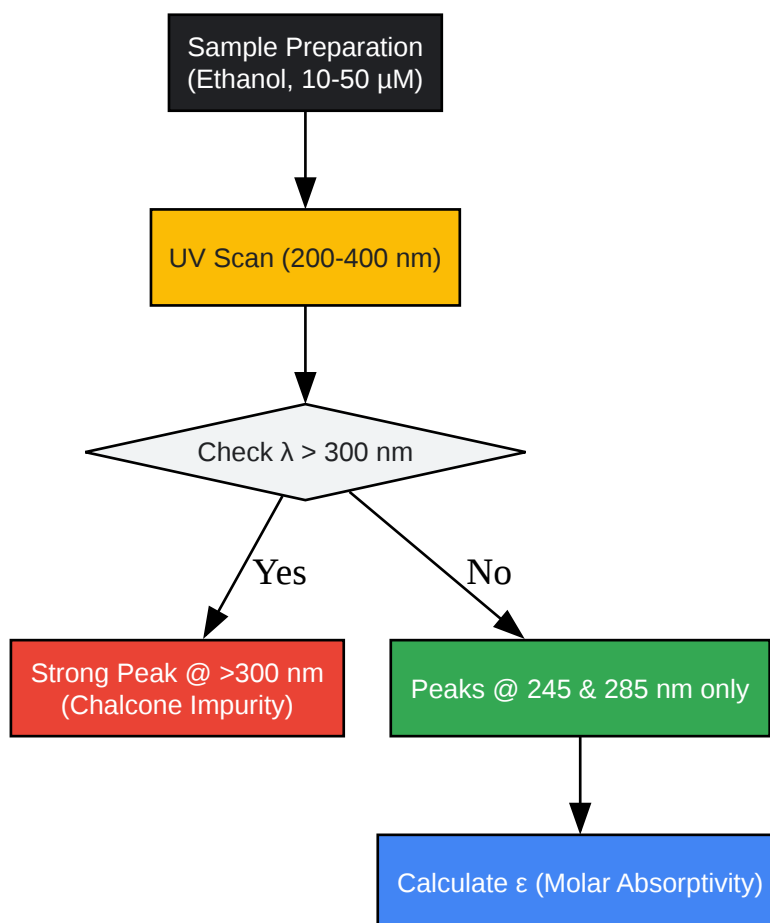 Sample Preparation
(Ethanol, 10-50 µM)
UV Scan (200-400 nm)
Check λ > 300 nm
Yes
No
Strong Peak @ >300 nm
(Chalcone Impurity)
Peaks @ 245 & 285 nm only
Calculate ε (Molar Absorptivity)